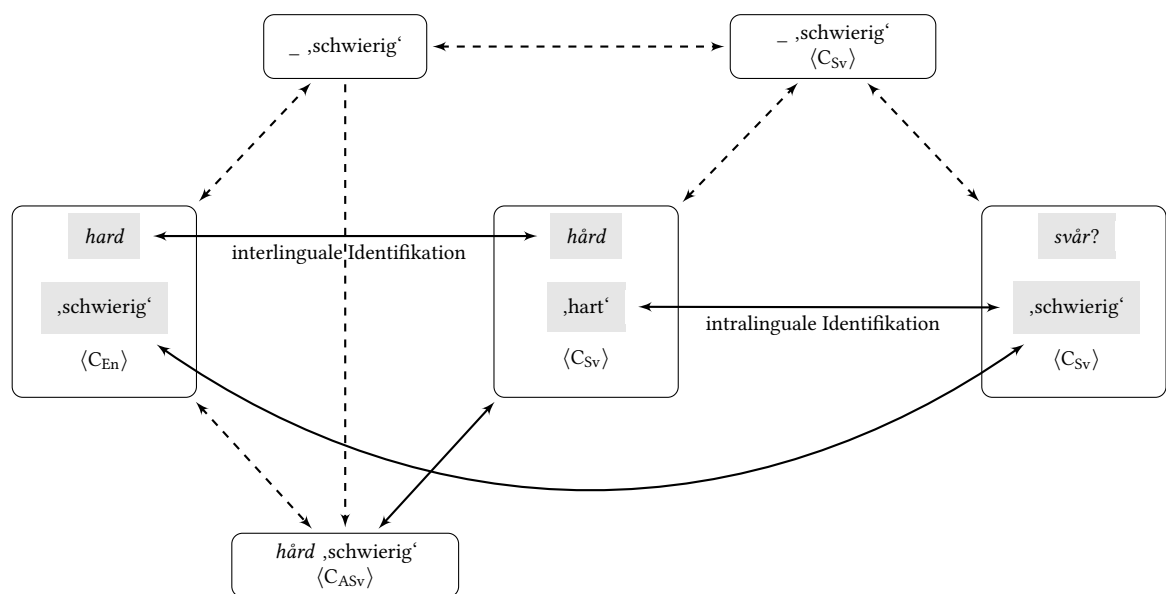 _ ‚schwierig‘
_ ‚schwierig‘
⟨C_Sv⟩
hard
‚schwierig‘
⟨C_En⟩
interlinguale Identifikation
hård
‚hart‘
⟨C_Sv⟩
intralinguale Identifikation
svår?
‚schwierig‘
⟨C_Sv⟩
hård ‚schwierig‘
⟨C_ASv⟩